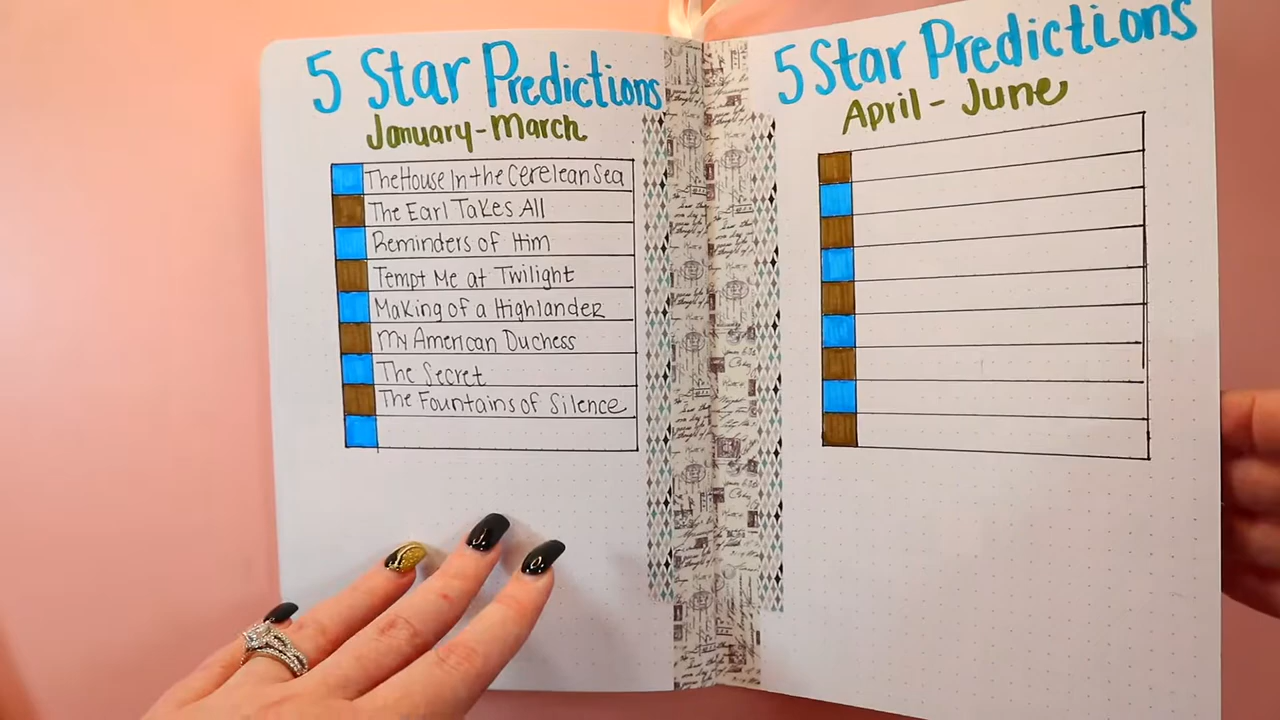 5 Star Predictions
January-March
The House In the Cerelean Sea
The Earl Takes All
Reminders of Him
Tempt Me at Twilight
Making of a Highlander
My American Duchess
The Secret
The Fountains of Silence
5 Star Predictions
April - June